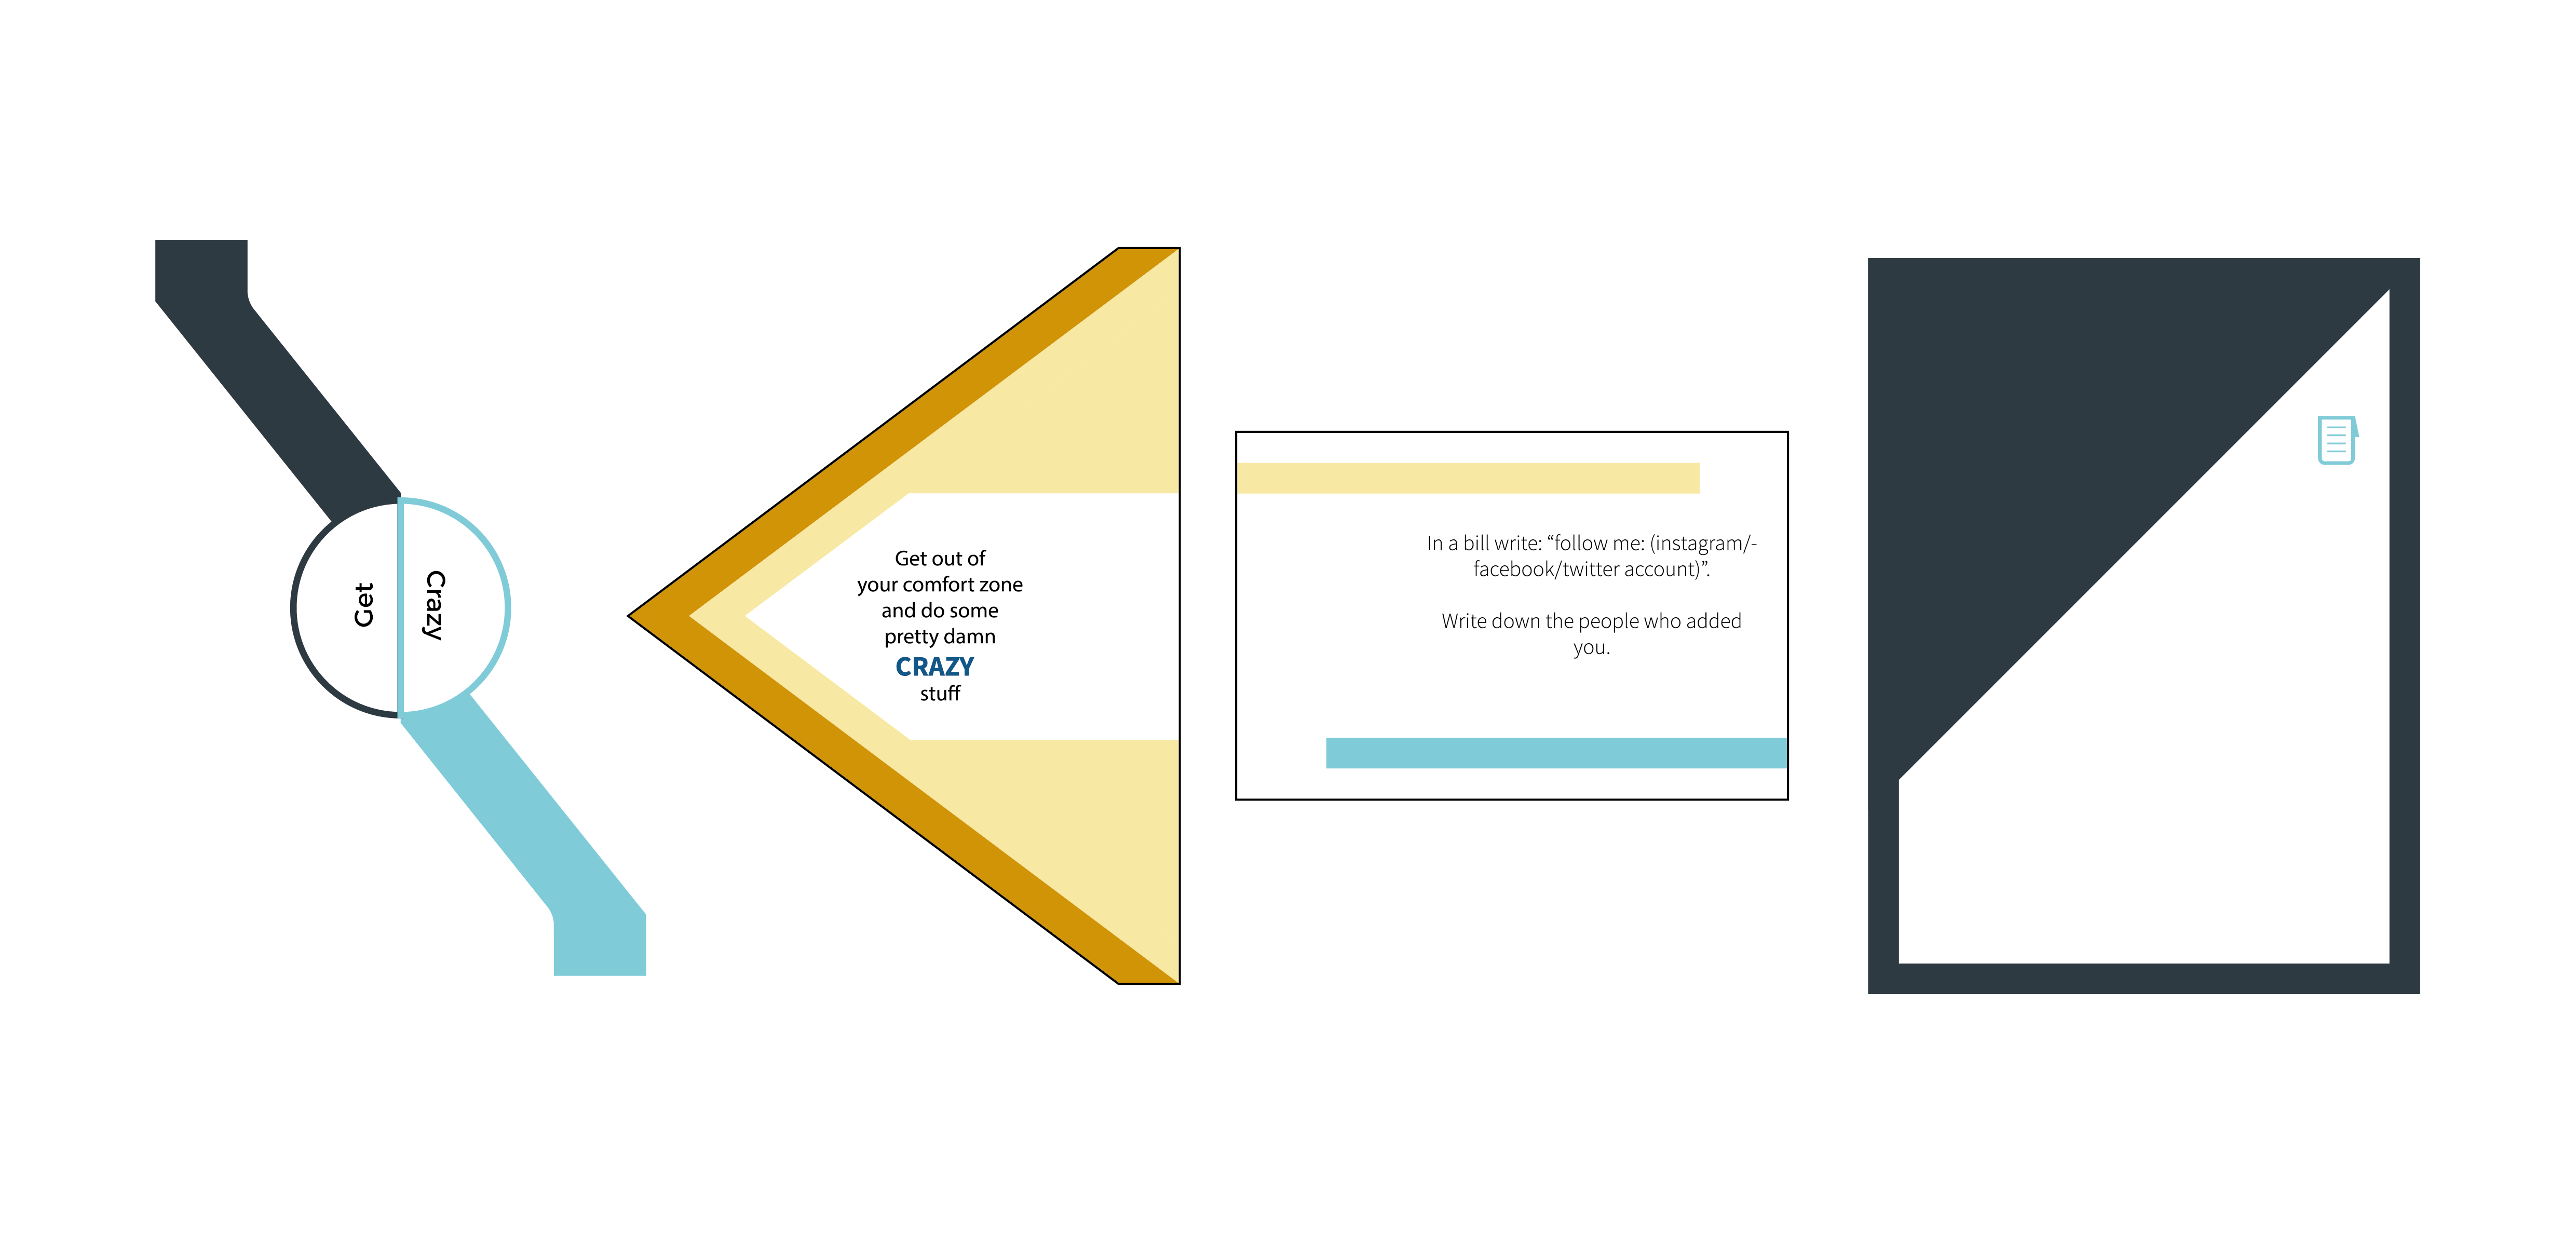 Get
Crazy
Get out of
your comfort zone
and do some
pretty damn
CRAZY
stuff
In a bill write: “follow me: (instagram/-
facebook/twitter account)”.
Write down the people who added
you.